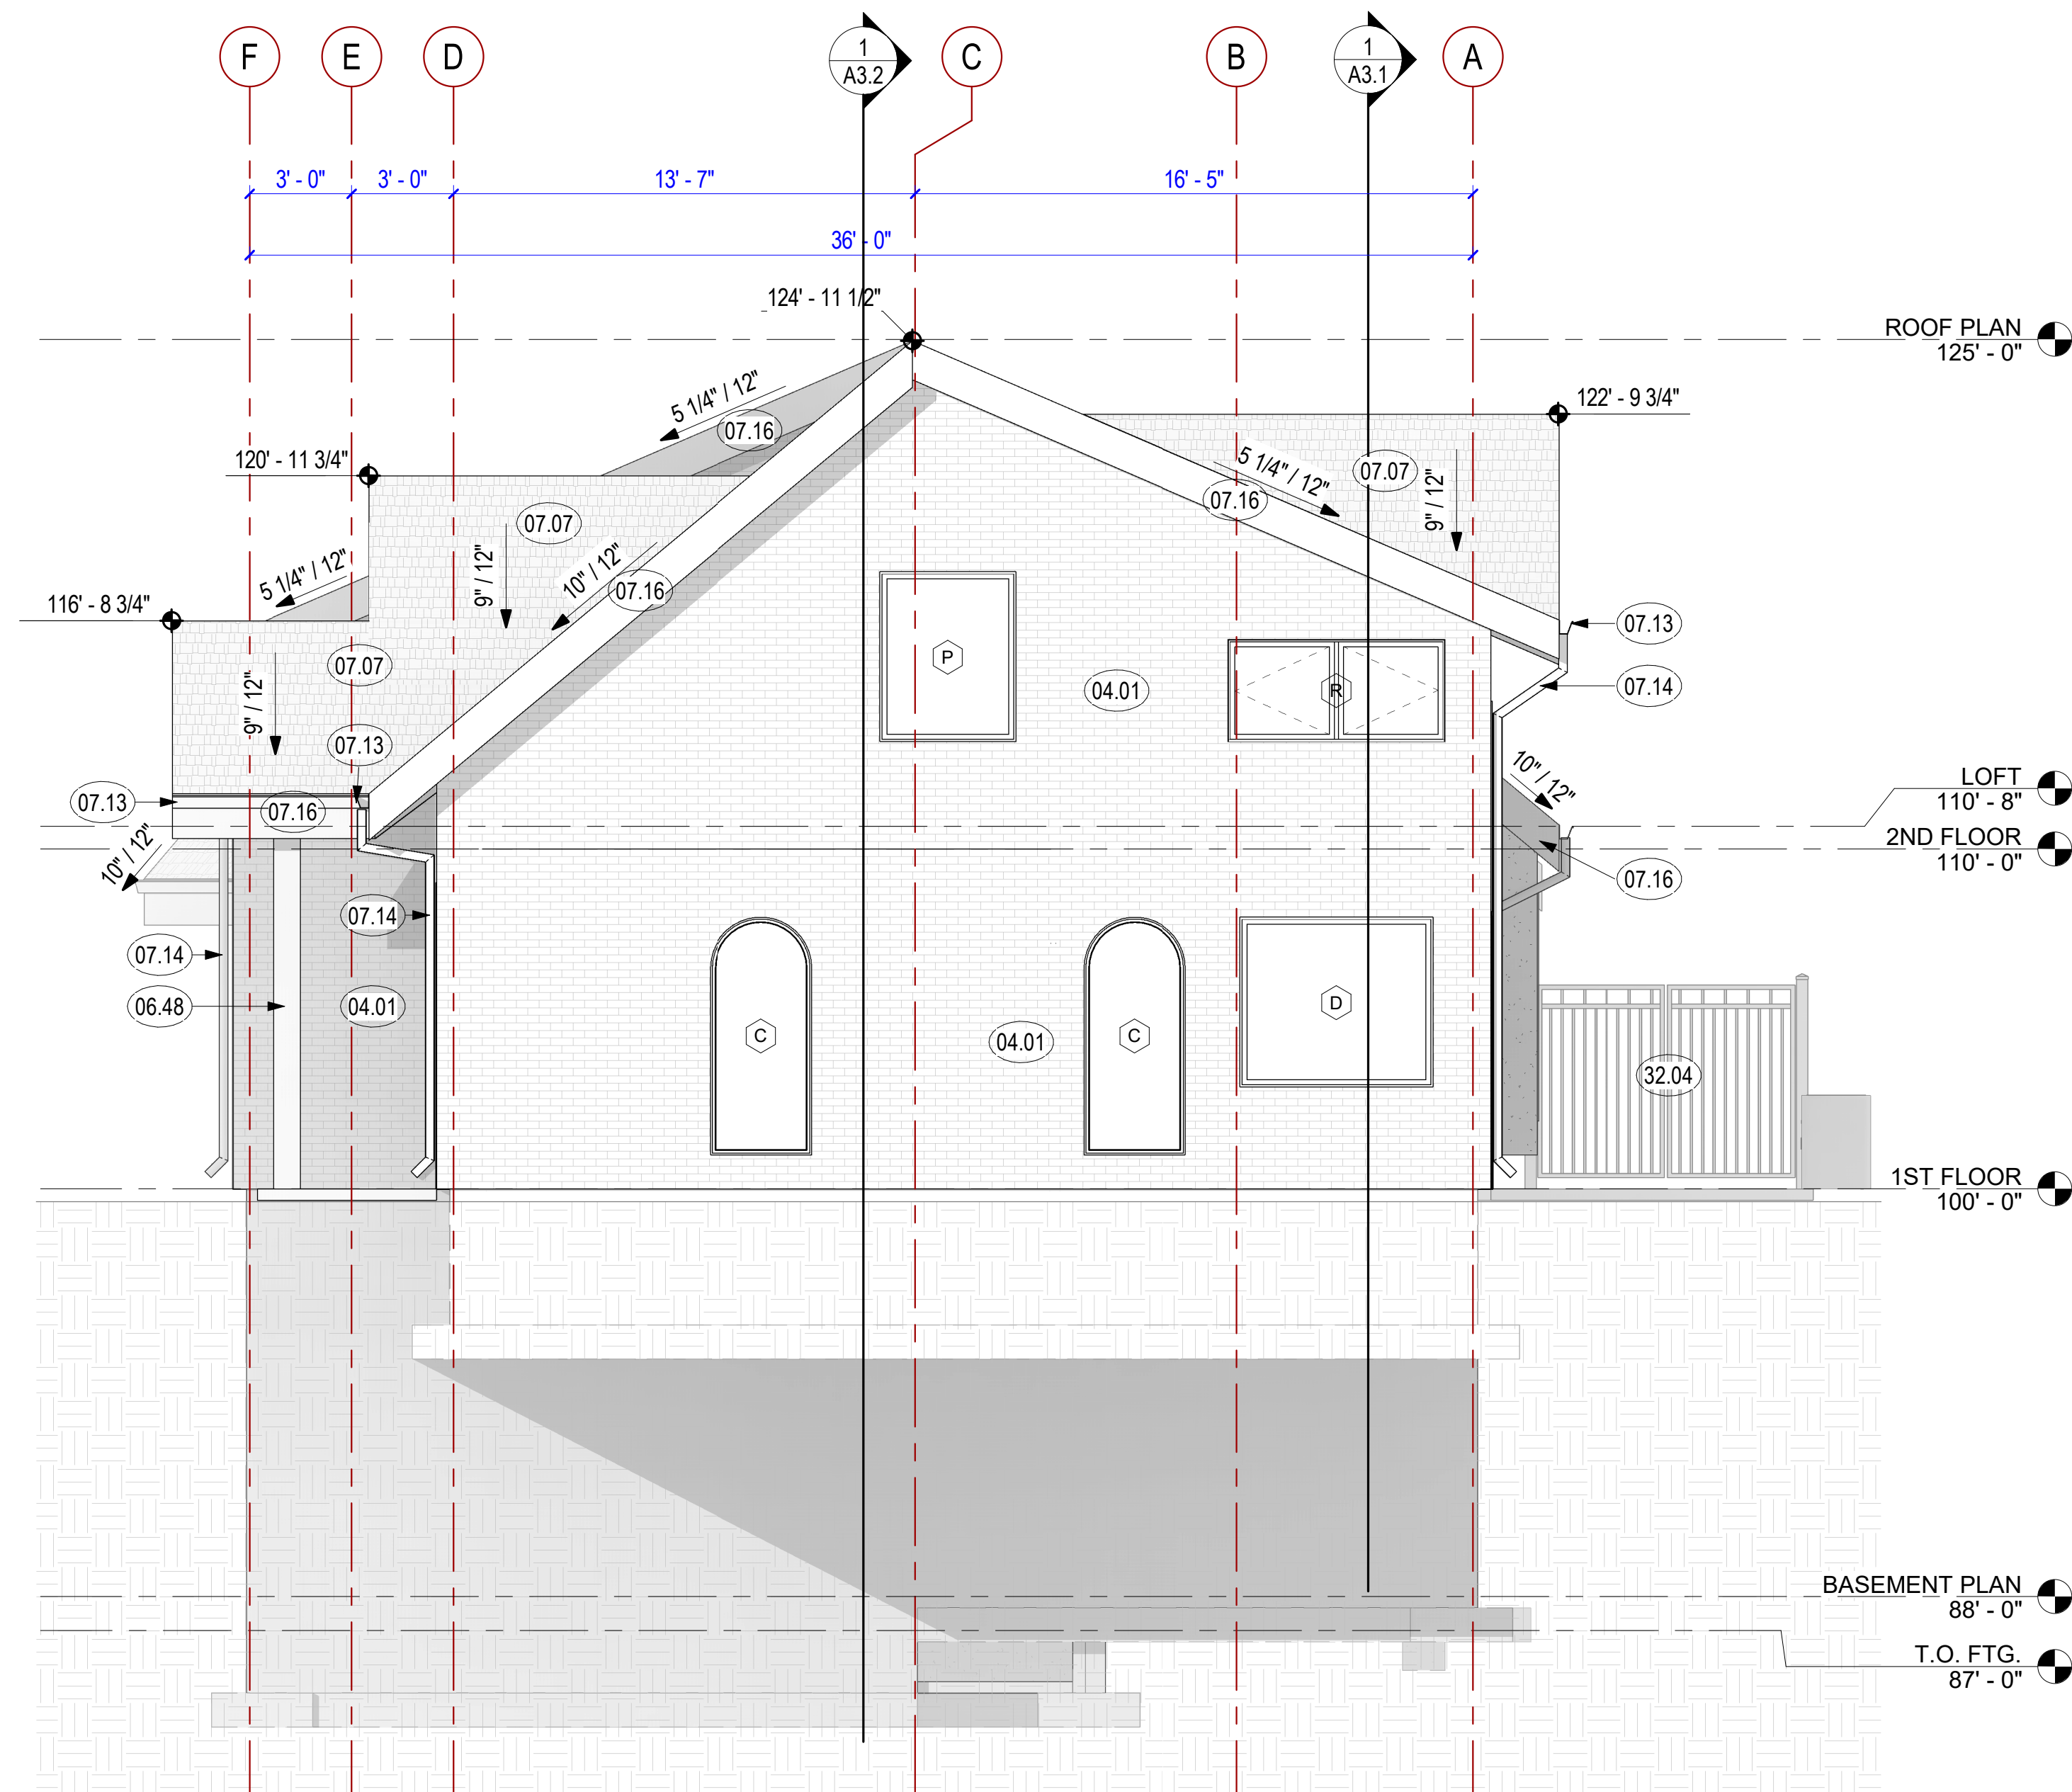 F
E
D
1
A3.2
C
B
1
A3.1
A
3' - 0"
3' - 0"
13' - 7"
16' - 5"
36' - 0"
124' - 11 1/2"
ROOF PLAN
125' - 0"
5 1/4" / 12"
07.16
122' - 9 3/4"
120' - 11 3/4"
5 1/4" / 12"
07.07
07.16
9" / 12"
07.07
9" / 12"
10" / 12"
07.16
5 1/4" / 12"
116' - 8 3/4"
07.13
07.07
9" / 12"
P
04.01
R
07.14
07.13
10" / 12"
LOFT
110' - 8"
07.13
07.16
2ND FLOOR
110' - 0"
10" / 12"
07.16
07.14
07.14
06.48
04.01
C
04.01
C
D
32.04
1ST FLOOR
100' - 0"
BASEMENT PLAN
88' - 0"
T.O. FTG.
87' - 0"